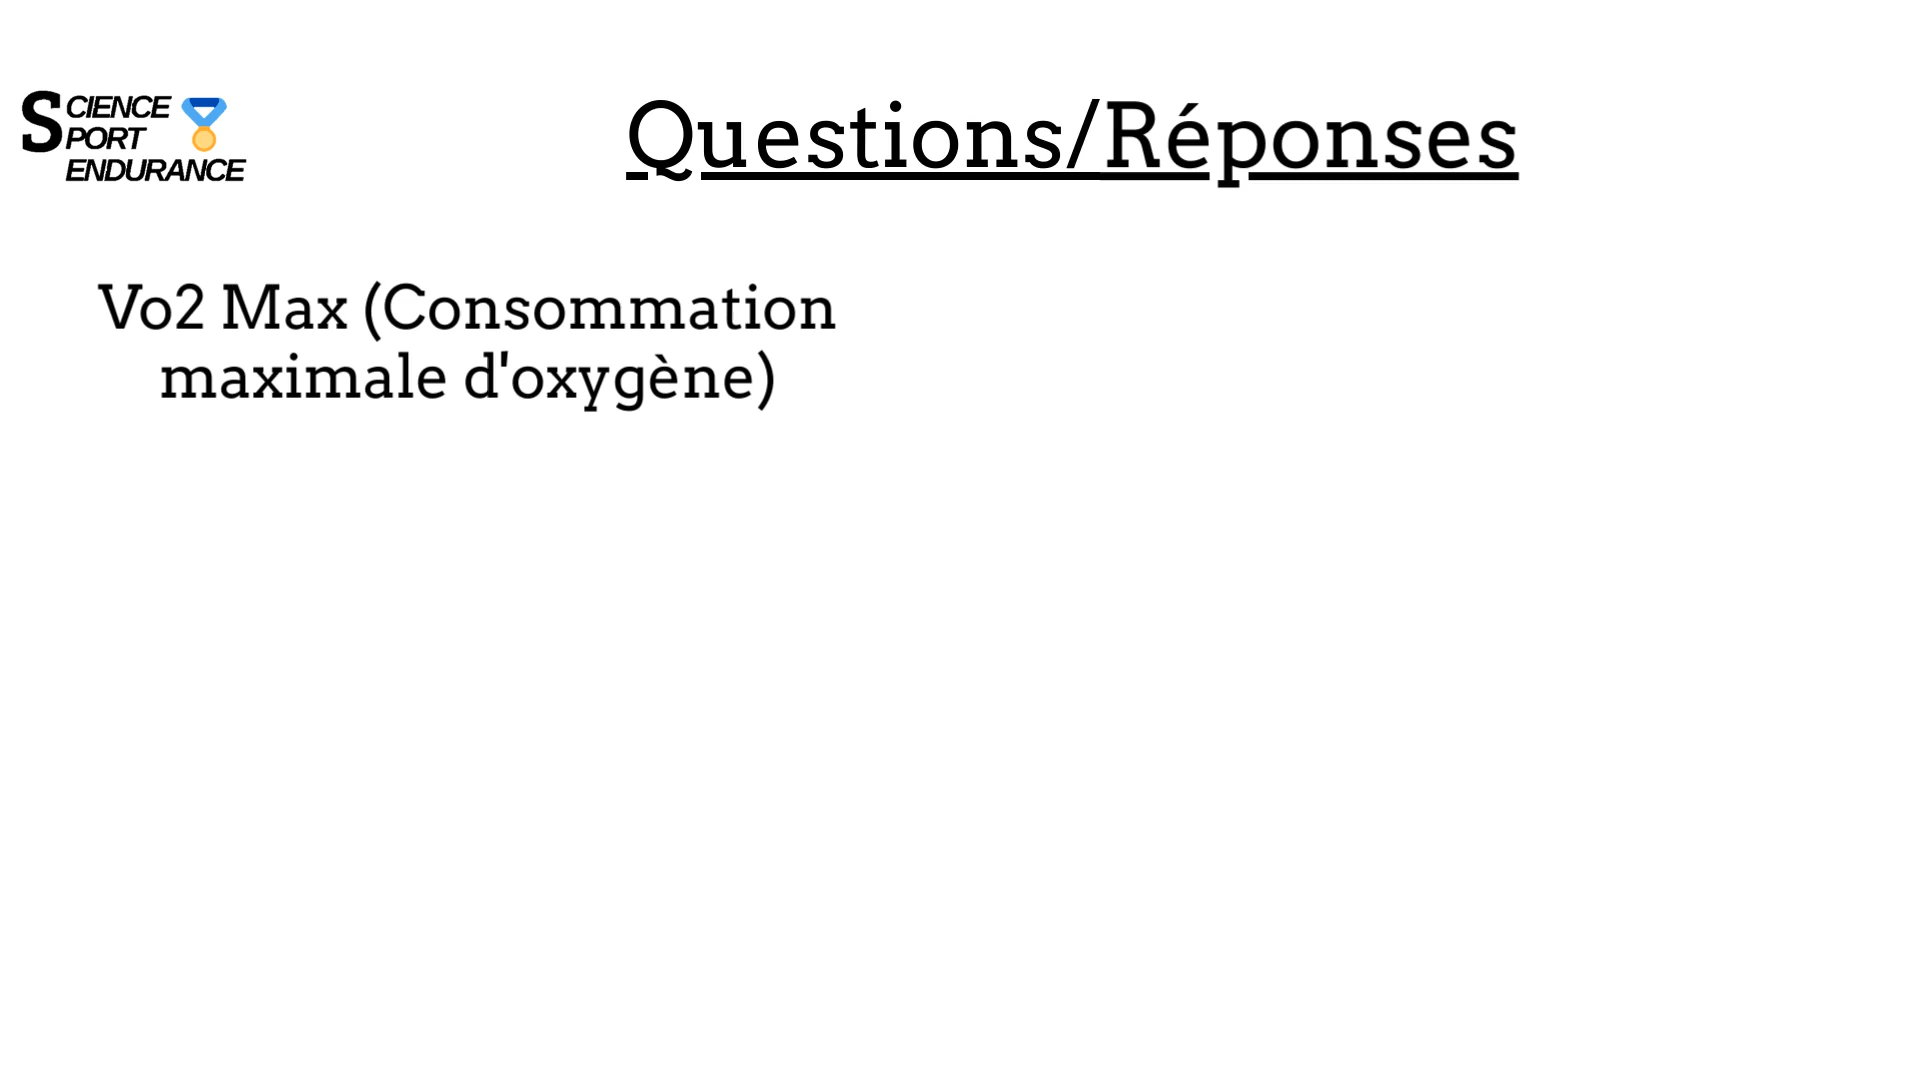 SCIENCE
SPORT
ENDURANCE
Questions/Réponses
Vo2 Max (Consommation
maximale d'oxygène)